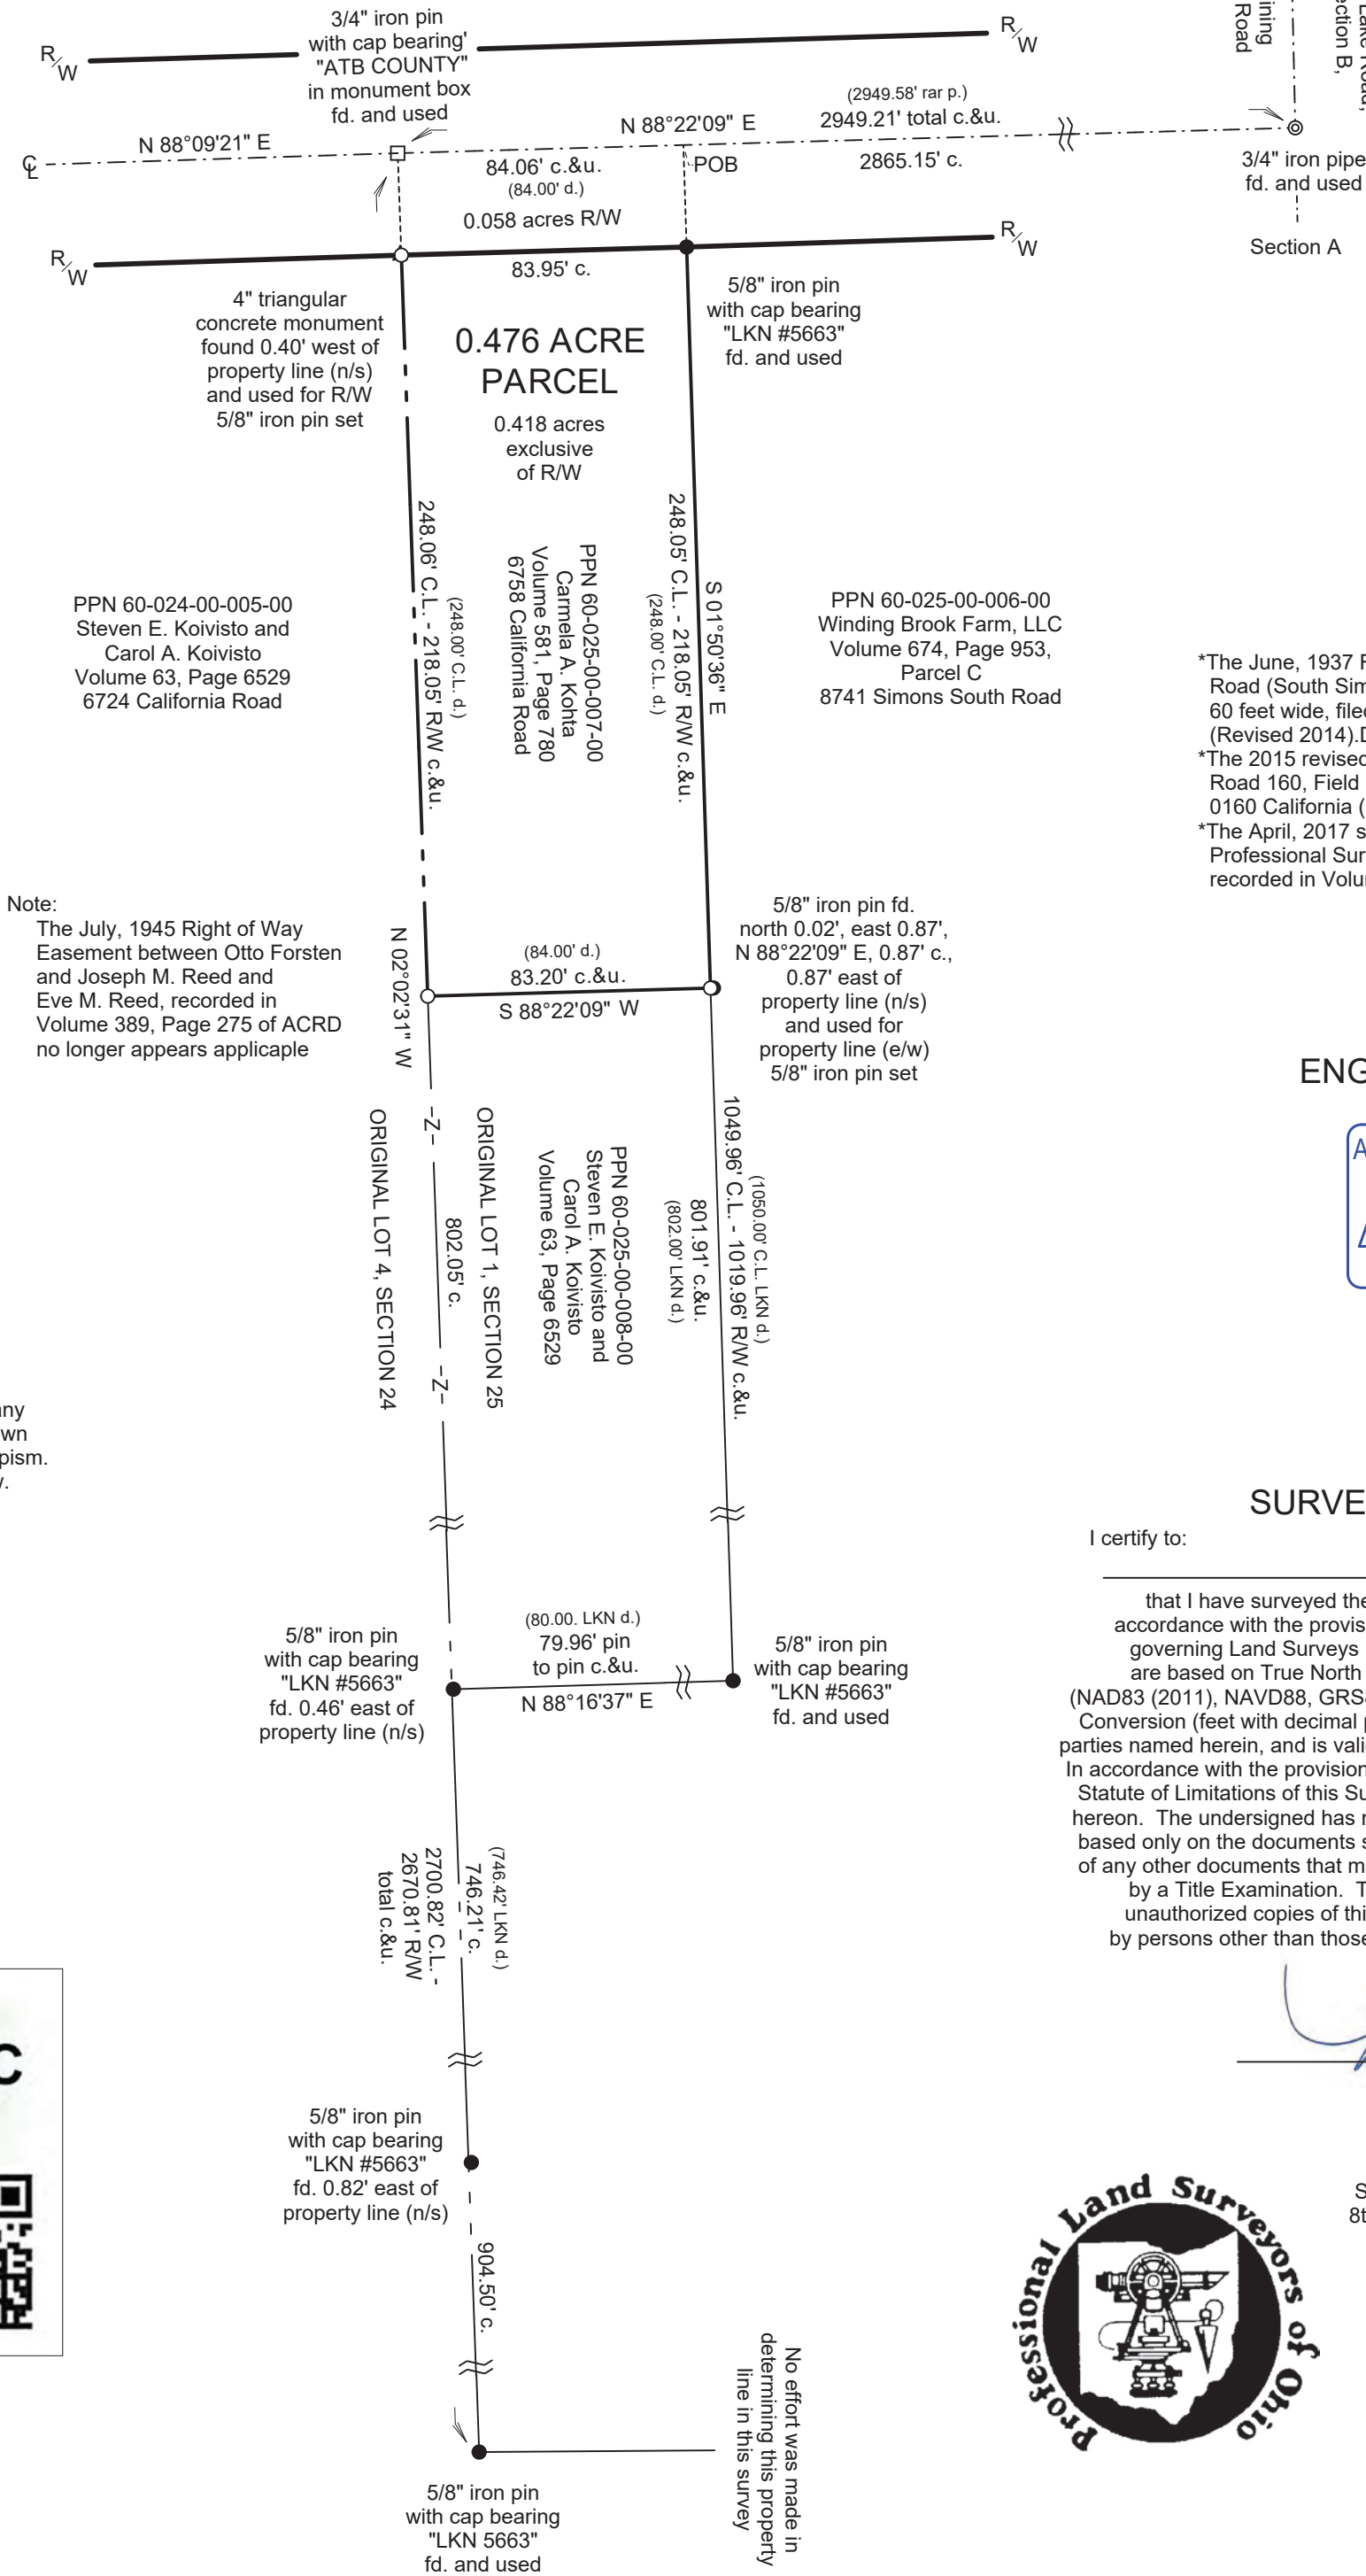 3/4" iron pin
with cap bearing'
"ATB COUNTY"
in monument box
fd. and used
R/W
R/W
ining
Road
Lake Road,
ection B,
(2949.58' rar p.)
2949.21' total c.&u.
N 88°22'09" E
N 88°09'21" E
CL
84.06' c.&u.
(84.00' d.)
POB
2865.15' c.
3/4" iron pipe
fd. and used
Section A
0.058 acres R/W
R/W
R/W
83.95' c.
4" triangular
concrete monument
found 0.40' west of
property line (n/s)
and used for R/W
5/8" iron pin set
0.476 ACRE
PARCEL
0.418 acres
exclusive
of R/W
5/8" iron pin
with cap bearing
"LKN #5663"
fd. and used
248.06' C.L. - 218.05' R/W c.&u.
(248.00' C.L. d.)
PPN 60-025-00-007-00
Carmela A. Kohta
Volume 581, Page 780
6758 California Road
248.05' C.L. - 218.05' R/W c.&u.
(248.00' C.L. d.)
S 01°50'36" E
PPN 60-024-00-005-00
Steven E. Koivisto and
Carol A. Koivisto
Volume 63, Page 6529
6724 California Road
PPN 60-025-00-006-00
Winding Brook Farm, LLC
Volume 674, Page 953,
Parcel C
8741 Simons South Road
*The June, 1937 F
Road (South Sim
60 feet wide, filed
(Revised 2014).D
*The 2015 revised
Road 160, Field
0160 California (
*The April, 2017 s
Professional Sur
recorded in Volu
Note:
The July, 1945 Right of Way
Easement between Otto Forsten
and Joseph M. Reed and
Eve M. Reed, recorded in
Volume 389, Page 275 of ACRD
no longer appears applicaple
N 02°02'31" W
(84.00' d.)
83.20' c.&u.
S 88°22'09" W
5/8" iron pin fd.
north 0.02', east 0.87',
N 88°22'09" E, 0.87' c.,
0.87' east of
property line (n/s)
and used for
property line (e/w)
5/8" iron pin set
ENG
A
ORIGINAL LOT 4, SECTION 24
-Z-
802.05' c.
-Z-
ORIGINAL LOT 1, SECTION 25
PPN 60-025-00-008-00
Steven E. Koivisto and
Carol A. Koivisto
Volume 63, Page 6529
801.91' c.&u.
(802.00' LKN d.)
1049.96' C.L. - 1019.96' R/W c.&u.
(1050.00' C.L. LKN d.)
any
wn
pism.
SURVE
I certify to:
that I have surveyed the
accordance with the provis
governing Land Surveys
are based on True North
(NAD83 (2011), NAVD88, GRS
Conversion (feet with decimal p
parties named herein, and is vali
In accordance with the provision
Statute of Limitations of this Su
hereon. The undersigned has r
based only on the documents s
of any other documents that m
by a Title Examination. T
unauthorized copies of thi
by persons other than those
5/8" iron pin
with cap bearing
"LKN #5663"
fd. 0.46' east of
property line (n/s)
(80.00. LKN d.)
79.96' pin
to pin c.&u.
N 88°16'37" E
5/8" iron pin
with cap bearing
"LKN #5663"
fd. and used
(746.42' LKN d.)
746.21' c.
2700.82' C.L. -
2670.81' R/W
total c.&u.
C
5/8" iron pin
with cap bearing
"LKN #5663"
fd. 0.82' east of
property line (n/s)
904.50' c.
No effort was made in
determining this property
line in this survey
5/8" iron pin
with cap bearing
"LKN 5663"
fd. and used
Professional Land Surveyors of Ohio
S
8t